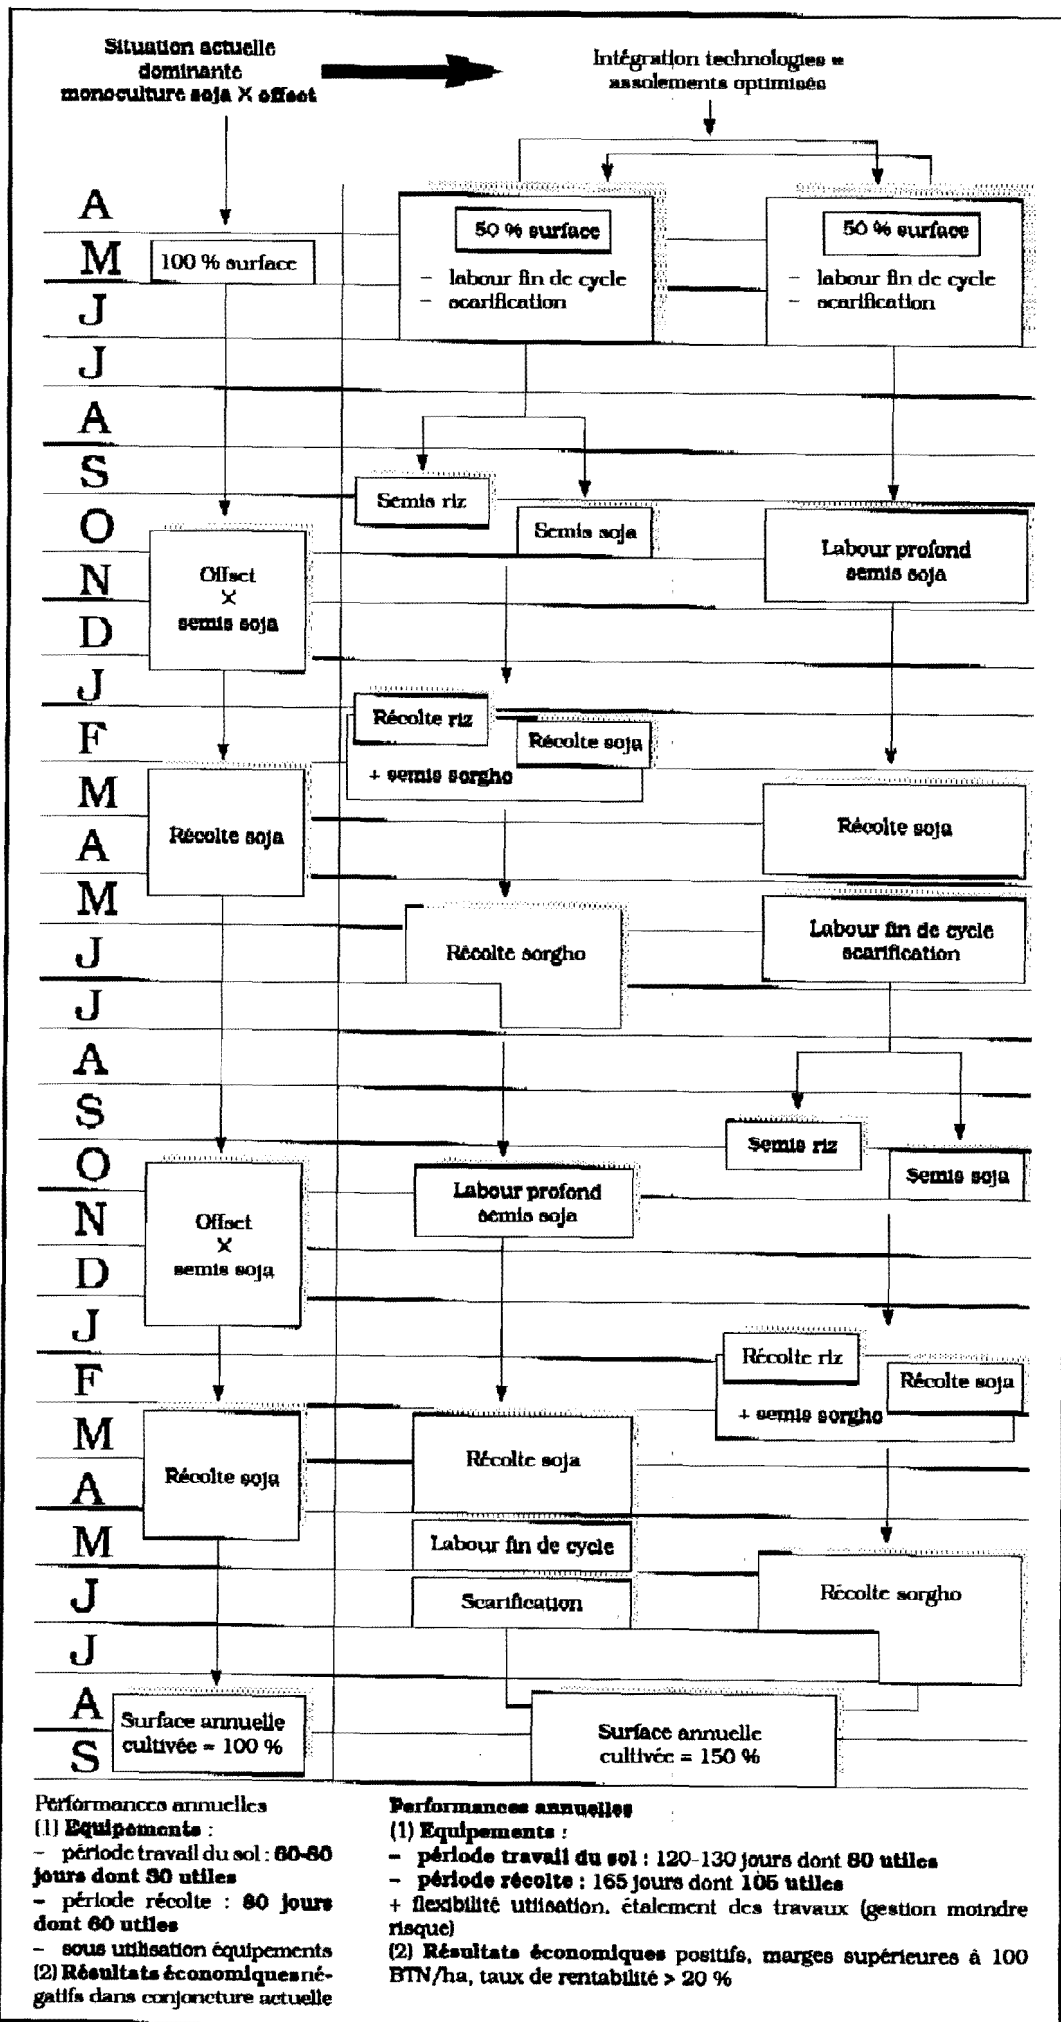 Situation actuelle
dominante
monoculture soja X offset
Intégration technologies =
assolements optimisés
A
M
J
J
A
S
O
N
D
J
F
M
A
M
J
J
A
S
O
N
D
J
F
M
A
M
J
J
A
S
100 % surface
Offset
X
semis soja
Récolte soja
Offset
X
semis soja
Récolte soja
Surface annuelle
cultivée = 100 %
50 % surface
– labour fin de cycle
– scarification
Semis riz
Semis soja
Récolte riz
Récolte soja
+ semis sorgho
Récolte sorgho
Labour profond
semis soja
Récolte soja
Labour fin de cycle
Scarification
50 % surface
– labour fin de cycle
– scarification
Labour profond
semis soja
Récolte soja
Labour fin de cycle
scarification
Semis riz
Semis soja
Récolte riz
Récolte soja
+ semis sorgho
Récolte sorgho
Surface annuelle
cultivée = 150 %
Performances annuelles
(1) Equipements :
– période travail du sol :
jours dont 30 utiles
– période récolte : 80 jours
dont 60 utiles
– sous utilisation équipements
(2) Résultats économiques né-
gatifs dans conjoncture actuelle
Performances annuelles
(1) Equipements :
– période travail du sol : 120-130 jours dont 80 utiles
– période récolte : 165 jours dont 105 utiles
+ flexibilité utilisation, étalement des travaux (gestion moindre
risque)
(2) Résultats économiques positifs, marges supérieures à 100
BTN/ha, taux de rentabilité > 20 %